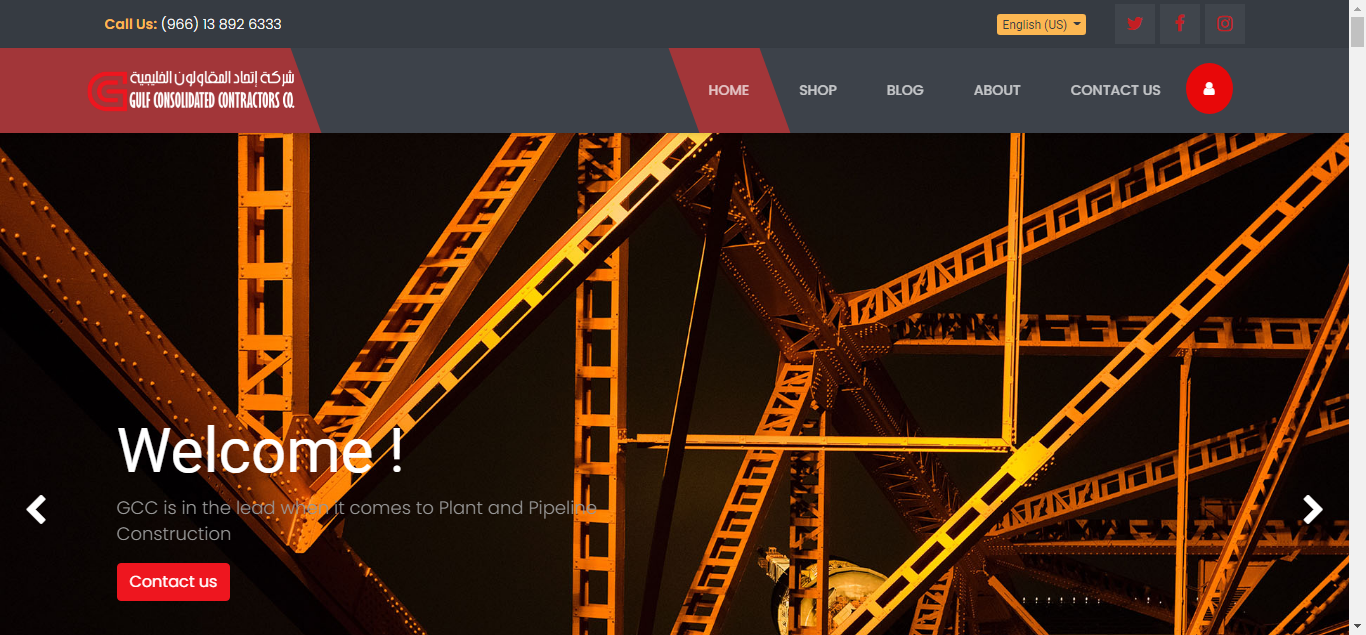 Call Us: (966) 13 892 6333
English (US)
شركة إتحاد المقاولون الخليجية
GULF CONSOLIDATED CONTRACTORS CO.
HOME
SHOP
BLOG
ABOUT
CONTACT US
Welcome !
GCC is in the lead when it comes to Plant and Pipeline
Construction
Contact us